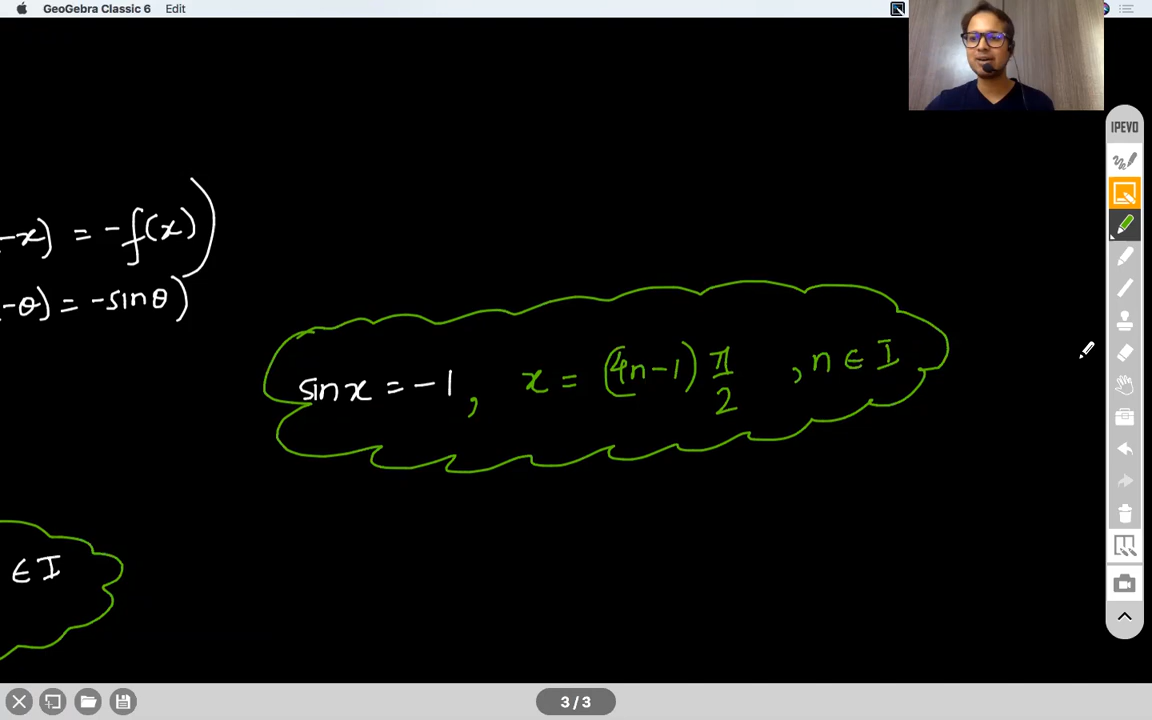 GeoGebra Classic 6 Edit
IPEVO
-x) = -f(x))
-θ) = -sinθ)
sin x = -1, x = (4n-1) π/2 , n ∈ I
∈ I
3 / 3